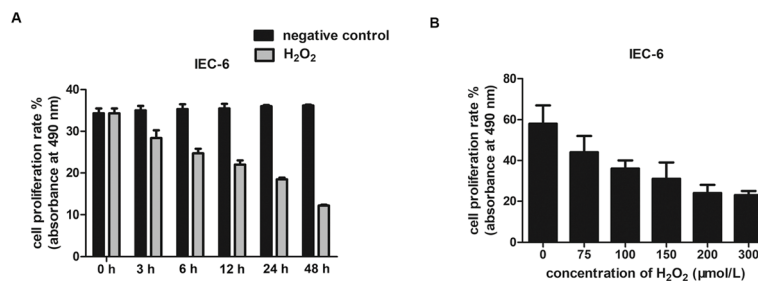 A
negative control
H₂O₂
IEC-6
cell proliferation rate %
(absorbance at 490 nm)
40
30
20
10
0
0 h 3 h 6 h 12 h 24 h 48 h
B
IEC-6
cell proliferation rate %
(absorbance at 490 nm)
80
60
40
20
0
0 75 100 150 200 300
concentration of H₂O₂ (μmol/L)